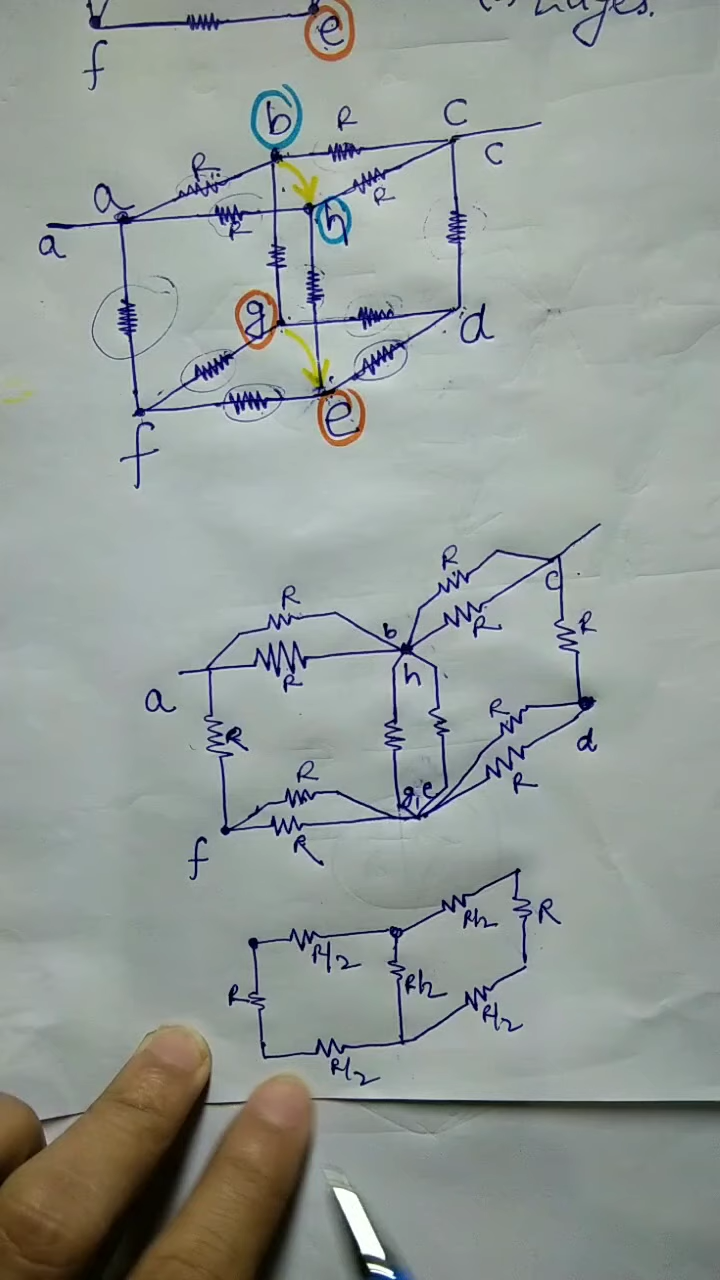 f e
b R c
R c
a R
a R h
g d
f e
R c
R b R R
a R h
R R d
R g,e R
f R
R/2 R
R/2 R/2
R R/2
R/2